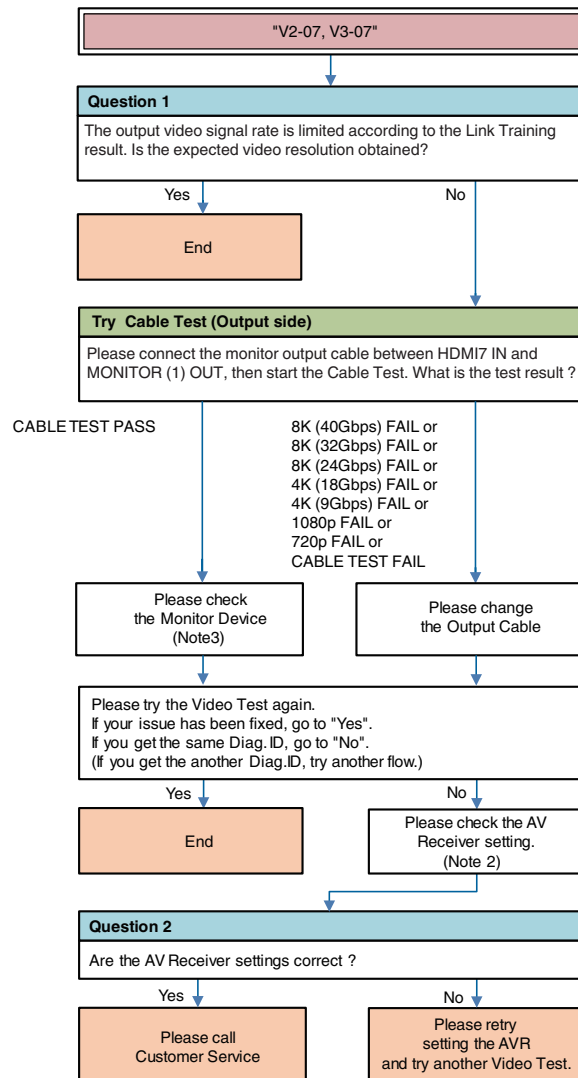 "V2-07, V3-07"
Question 1
The output video signal rate is limited according to the Link Training
result. Is the expected video resolution obtained?
Yes
No
End
Try Cable Test (Output side)
Please connect the monitor output cable between HDMI7 IN and
MONITOR (1) OUT, then start the Cable Test. What is the test result ?
CABLE TEST PASS
8K (40Gbps) FAIL or
8K (32Gbps) FAIL or
8K (24Gbps) FAIL or
4K (18Gbps) FAIL or
4K (9Gbps) FAIL or
1080p FAIL or
720p FAIL or
CABLE TEST FAIL
Please check
the Monitor Device
(Note3)
Please change
the Output Cable
Please try the Video Test again.
If your issue has been fixed, go to "Yes".
If you get the same Diag.ID, go to "No".
(If you get the another Diag.ID, try another flow.)
Yes
No
End
Please check the AV
Receiver setting.
(Note 2)
Question 2
Are the AV Receiver settings correct ?
Yes
No
Please call
Customer Service
Please retry
setting the AVR
and try another Video Test.